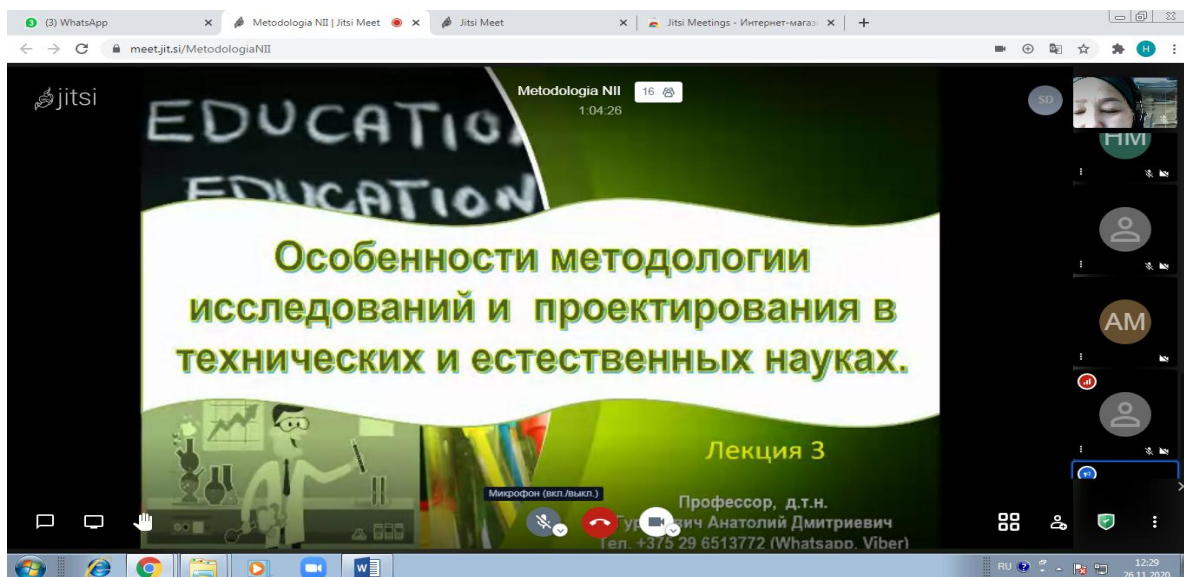 (3) WhatsApp
Metodologia NII | Jitsi Meet
Jitsi Meet
Jitsi Meetings - Интернет-магаз
meet.jit.si/MetodologiaNII
H
jitsi
Metodologia NII
16
1:04:26
SD
EDUCATIO
EDUCATION
HM
Особенности методологии
исследований и проектирования в
технических и естественных науках.
AM
Лекция 3
Микрофон (вкл./выкл.)
Профессор, д.т.н.
Анатолий Дмитриевич
Тел. +375 29 6513772 (Whatsapp, Viber)
RU
12:29
26.11.2020